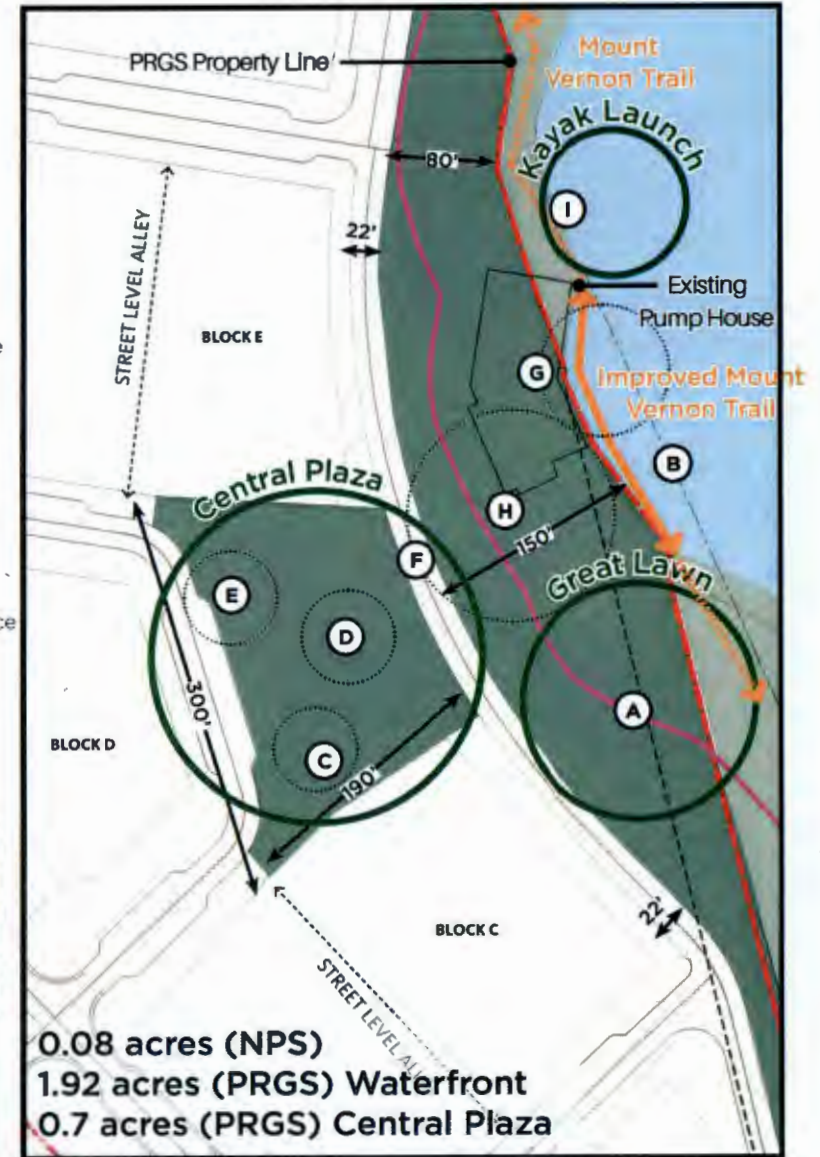 PRGS Property Line
Mount
Vernon Trail
Kayak Launch
80'
I
22'
STREET LEVEL ALLEY
Existing
Pump House
BLOCK E
G
Improved Mount
Vernon Trail
B
Central Plaza
H
150'
F
Great Lawn
E
D
300'
A
BLOCK D
C
190'
22'
BLOCK C
STREET LEVEL
0.08 acres (NPS)
1.92 acres (PRGS) Waterfront
0.7 acres (PRGS) Central Plaza